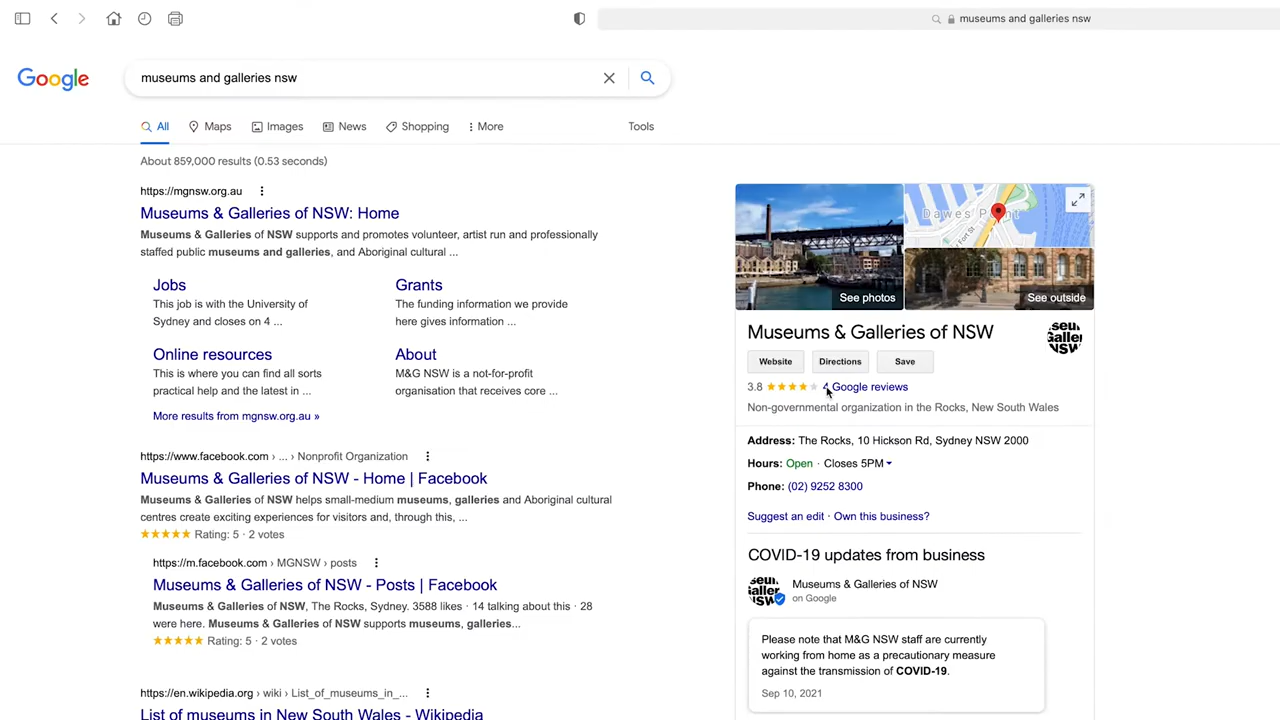 museums and galleries nsw
Google
museums and galleries nsw
All
Maps
Images
News
Shopping
More
Tools
About 859,000 results (0.53 seconds)
https://mgnsw.org.au
Museums & Galleries of NSW: Home
Museums & Galleries of NSW supports and promotes volunteer, artist run and professionally
staffed public museums and galleries, and Aboriginal cultural ...
Jobs
This job is with the University of
Sydney and closes on 4 ...
Grants
The funding information we provide
here gives information ...
Online resources
This is where you can find all sorts
practical help and the latest in ...
About
M&G NSW is a not-for-profit
organisation that receives core ...
More results from mgnsw.org.au »
https://www.facebook.com › ... › Nonprofit Organization
Museums & Galleries of NSW - Home | Facebook
Museums & Galleries of NSW helps small-medium museums, galleries and Aboriginal cultural
centres create exciting experiences for visitors and, through this, ...
Rating: 5 · 2 votes
https://m.facebook.com › MGNSW › posts
Museums & Galleries of NSW - Posts | Facebook
Museums & Galleries of NSW, The Rocks, Sydney. 3588 likes · 14 talking about this · 28
were here. Museums & Galleries of NSW supports museums, galleries...
Rating: 5 · 2 votes
https://en.wikipedia.org › wiki › List_of_museums_in_...
List of museums in New South Wales - Wikipedia
Dawes Point
Fort St
See photos
See outside
Museums & Galleries of NSW
seu
Galler
NSW
Website
Directions
Save
3.8
4 Google reviews
Non-governmental organization in the Rocks, New South Wales
Address: The Rocks, 10 Hickson Rd, Sydney NSW 2000
Hours: Open · Closes 5PM
Phone: (02) 9252 8300
Suggest an edit · Own this business?
COVID-19 updates from business
Museums & Galleries of NSW
on Google
Please note that M&G NSW staff are currently
working from home as a precautionary measure
against the transmission of COVID-19.
Sep 10, 2021